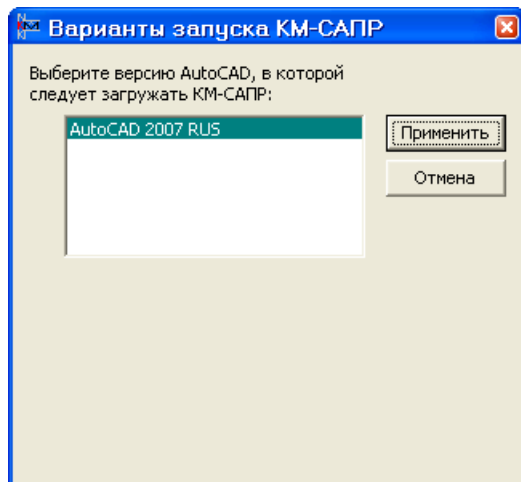 Варианты запуска КМ-САПР
Выберите версию AutoCAD, в которой
следует загружать КМ-САПР:
AutoCAD 2007 RUS
Применить
Отмена